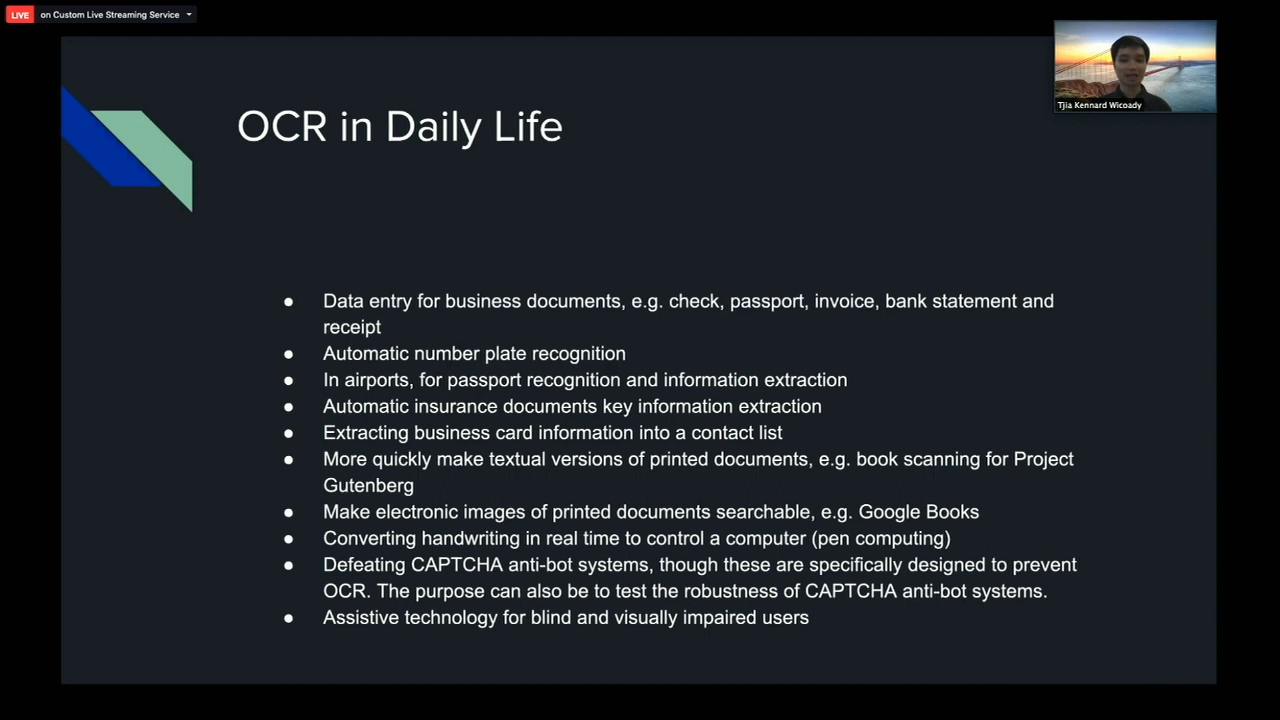 LIVE on Custom Live Streaming Service
Tjia Kennard Wicoady
OCR in Daily Life
● Data entry for business documents, e.g. check, passport, invoice, bank statement and
receipt
● Automatic number plate recognition
● In airports, for passport recognition and information extraction
● Automatic insurance documents key information extraction
● Extracting business card information into a contact list
● More quickly make textual versions of printed documents, e.g. book scanning for Project
Gutenberg
● Make electronic images of printed documents searchable, e.g. Google Books
● Converting handwriting in real time to control a computer (pen computing)
● Defeating CAPTCHA anti-bot systems, though these are specifically designed to prevent
OCR. The purpose can also be to test the robustness of CAPTCHA anti-bot systems.
● Assistive technology for blind and visually impaired users